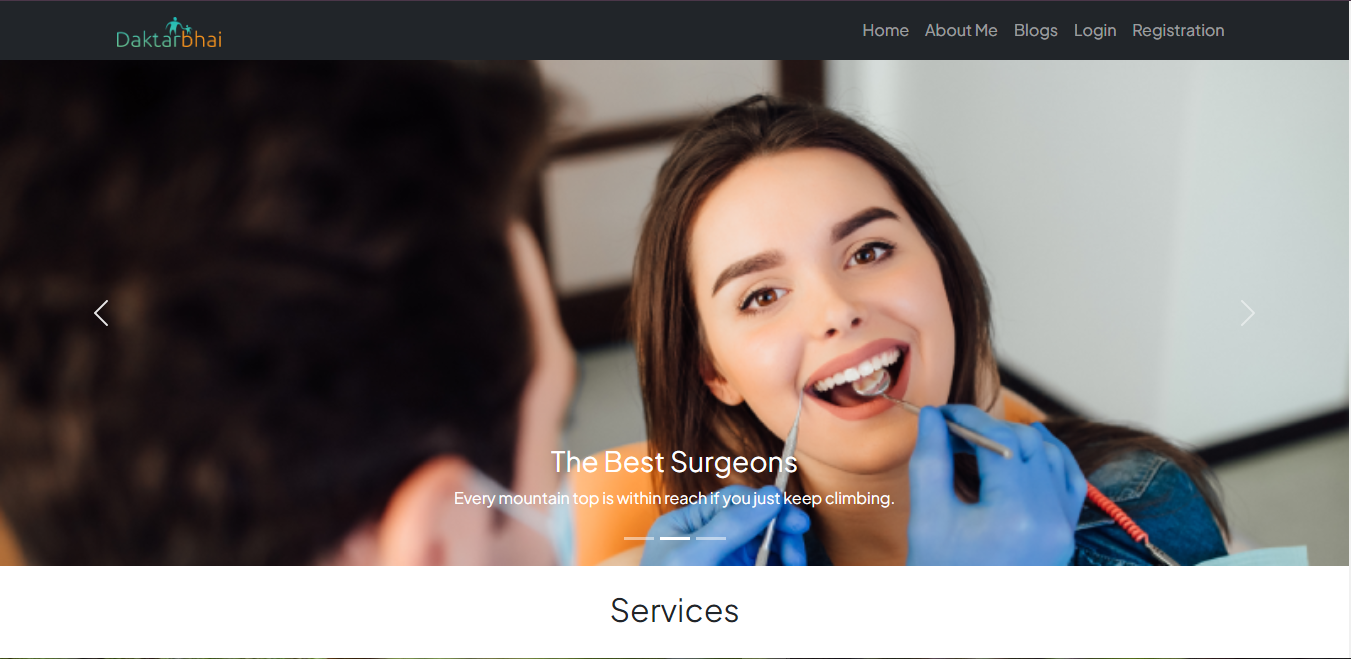 Daktarbhai
Home About Me Blogs Login Registration
The Best Surgeons
Every mountain top is within reach if you just keep climbing.
Services